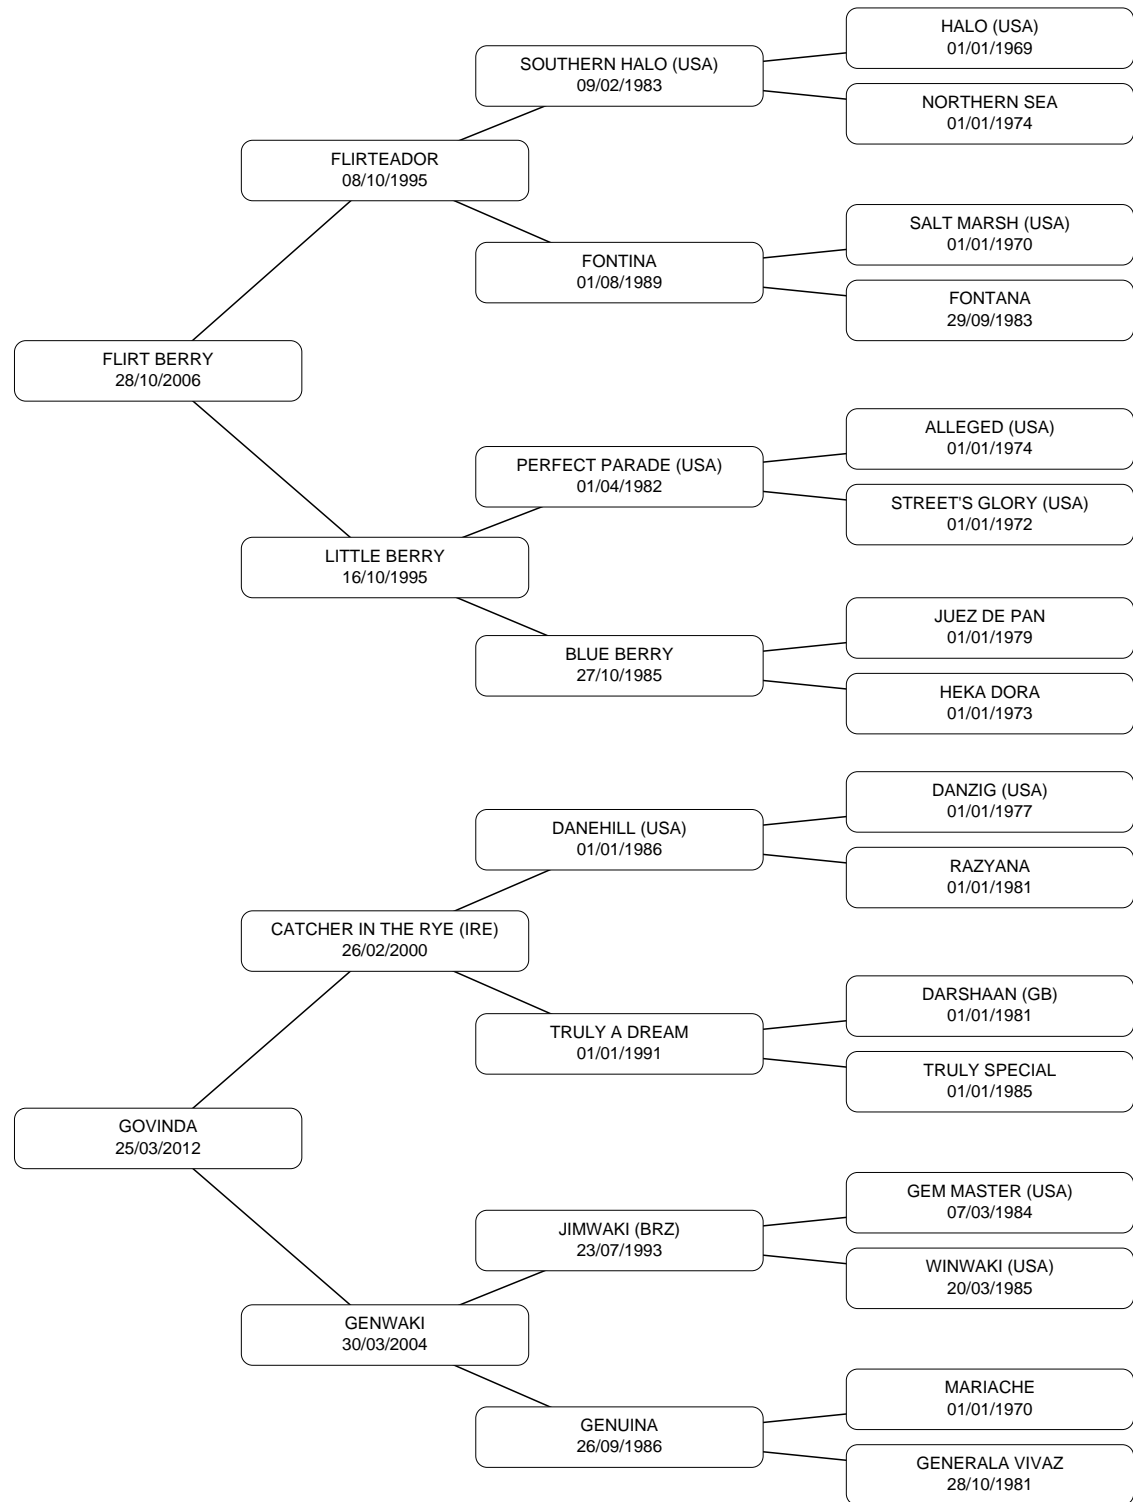 HALO (USA)
01/01/1969
SOUTHERN HALO (USA)
09/02/1983
NORTHERN SEA
01/01/1974
FLIRTEADOR
08/10/1995
SALT MARSH (USA)
01/01/1970
FONTINA
01/08/1989
FONTANA
29/09/1983
FLIRT BERRY
28/10/2006
ALLEGED (USA)
01/01/1974
PERFECT PARADE (USA)
01/04/1982
STREET'S GLORY (USA)
01/01/1972
LITTLE BERRY
16/10/1995
JUEZ DE PAN
01/01/1979
BLUE BERRY
27/10/1985
HEKA DORA
01/01/1973
DANZIG (USA)
01/01/1977
DANEHILL (USA)
01/01/1986
RAZYANA
01/01/1981
CATCHER IN THE RYE (IRE)
26/02/2000
DARSHAAN (GB)
01/01/1981
TRULY A DREAM
01/01/1991
TRULY SPECIAL
01/01/1985
GOVINDA
25/03/2012
GEM MASTER (USA)
07/03/1984
JIMWAKI (BRZ)
23/07/1993
WINWAKI (USA)
20/03/1985
GENWAKI
30/03/2004
MARIACHE
01/01/1970
GENUINA
26/09/1986
GENERALA VIVAZ
28/10/1981